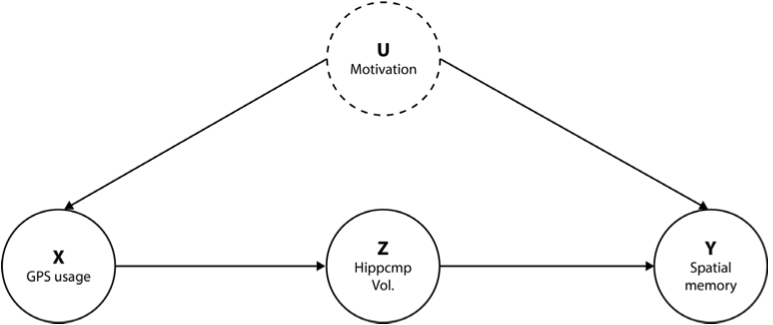 U
Motivation
X
GPS usage
Z
Hippcmp
Vol.
Y
Spatial
memory